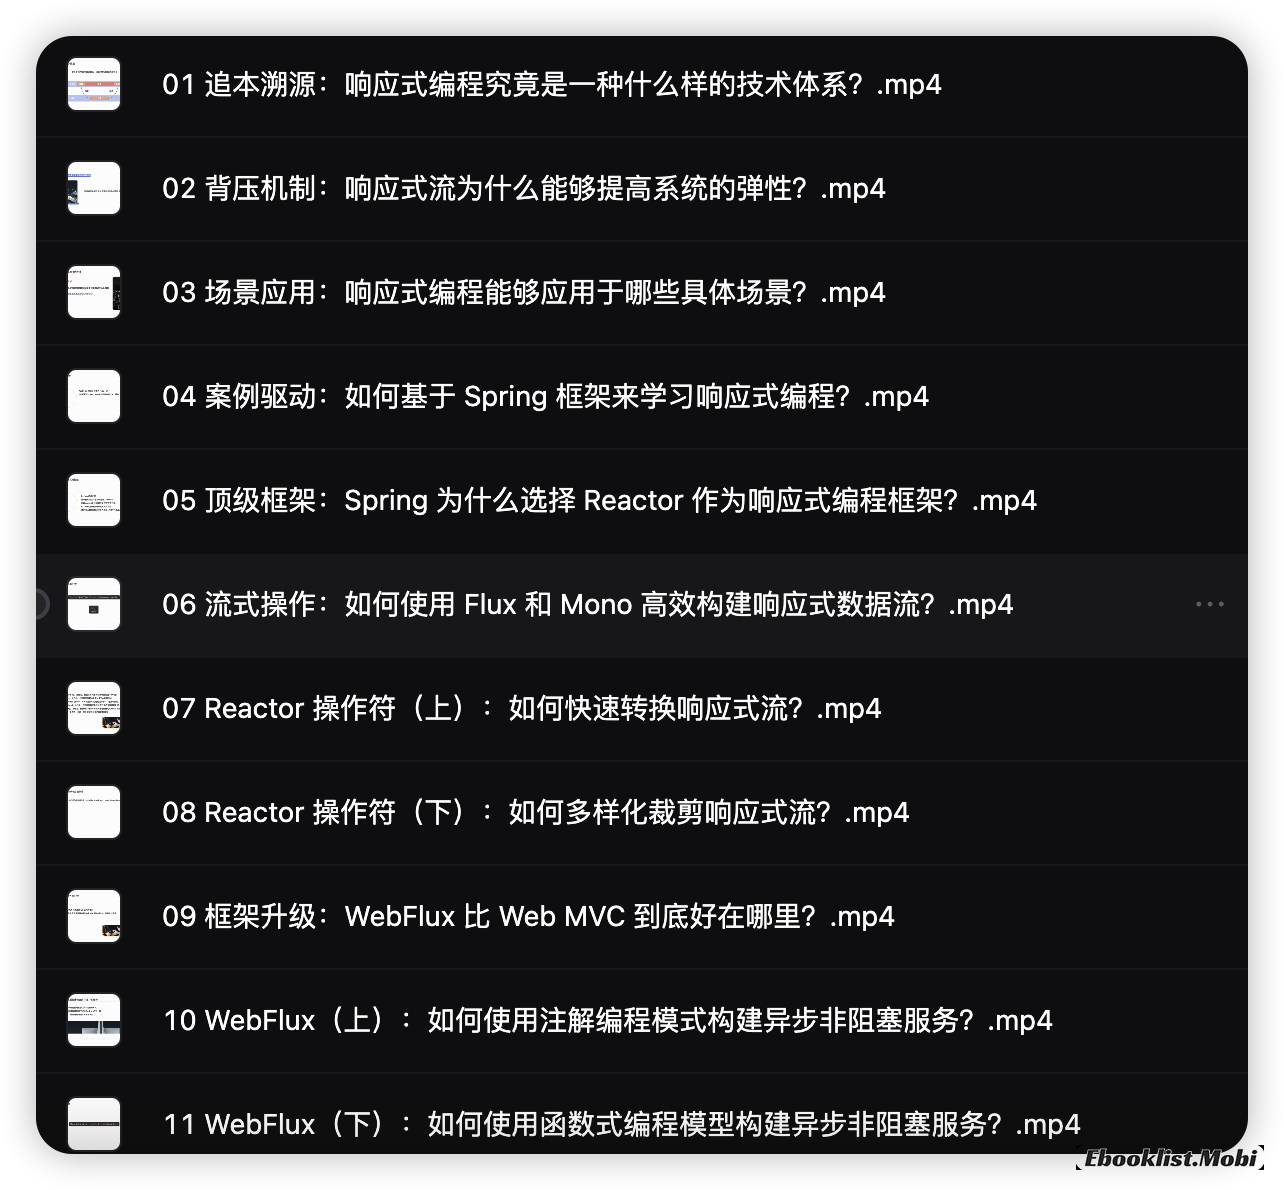 01 追本溯源：响应式编程究竟是一种什么样的技术体系？.mp4
02 背压机制：响应式流为什么能够提高系统的弹性？.mp4
03 场景应用：响应式编程能够应用于哪些具体场景？.mp4
04 案例驱动：如何基于 Spring 框架来学习响应式编程？.mp4
05 顶级框架：Spring 为什么选择 Reactor 作为响应式编程框架？.mp4
06 流式操作：如何使用 Flux 和 Mono 高效构建响应式数据流？.mp4
07 Reactor 操作符（上）：如何快速转换响应式流？.mp4
08 Reactor 操作符（下）：如何多样化裁剪响应式流？.mp4
09 框架升级：WebFlux 比 Web MVC 到底好在哪里？.mp4
10 WebFlux（上）：如何使用注解编程模式构建异步非阻塞服务？.mp4
11 WebFlux（下）：如何使用函数式编程模型构建异步非阻塞服务？.mp4
Ebooklist.Mobi